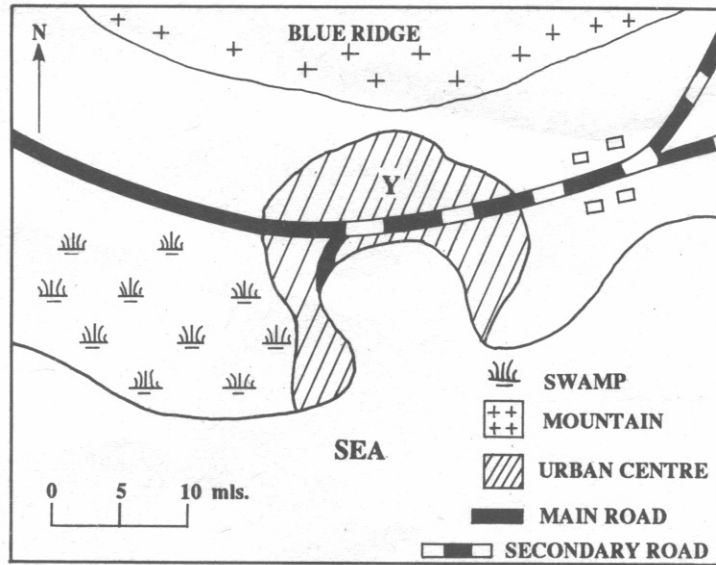 BLUE RIDGE
N
Y
SWAMP
MOUNTAIN
SEA
URBAN CENTRE
0 5 10 mls.
MAIN ROAD
SECONDARY ROAD